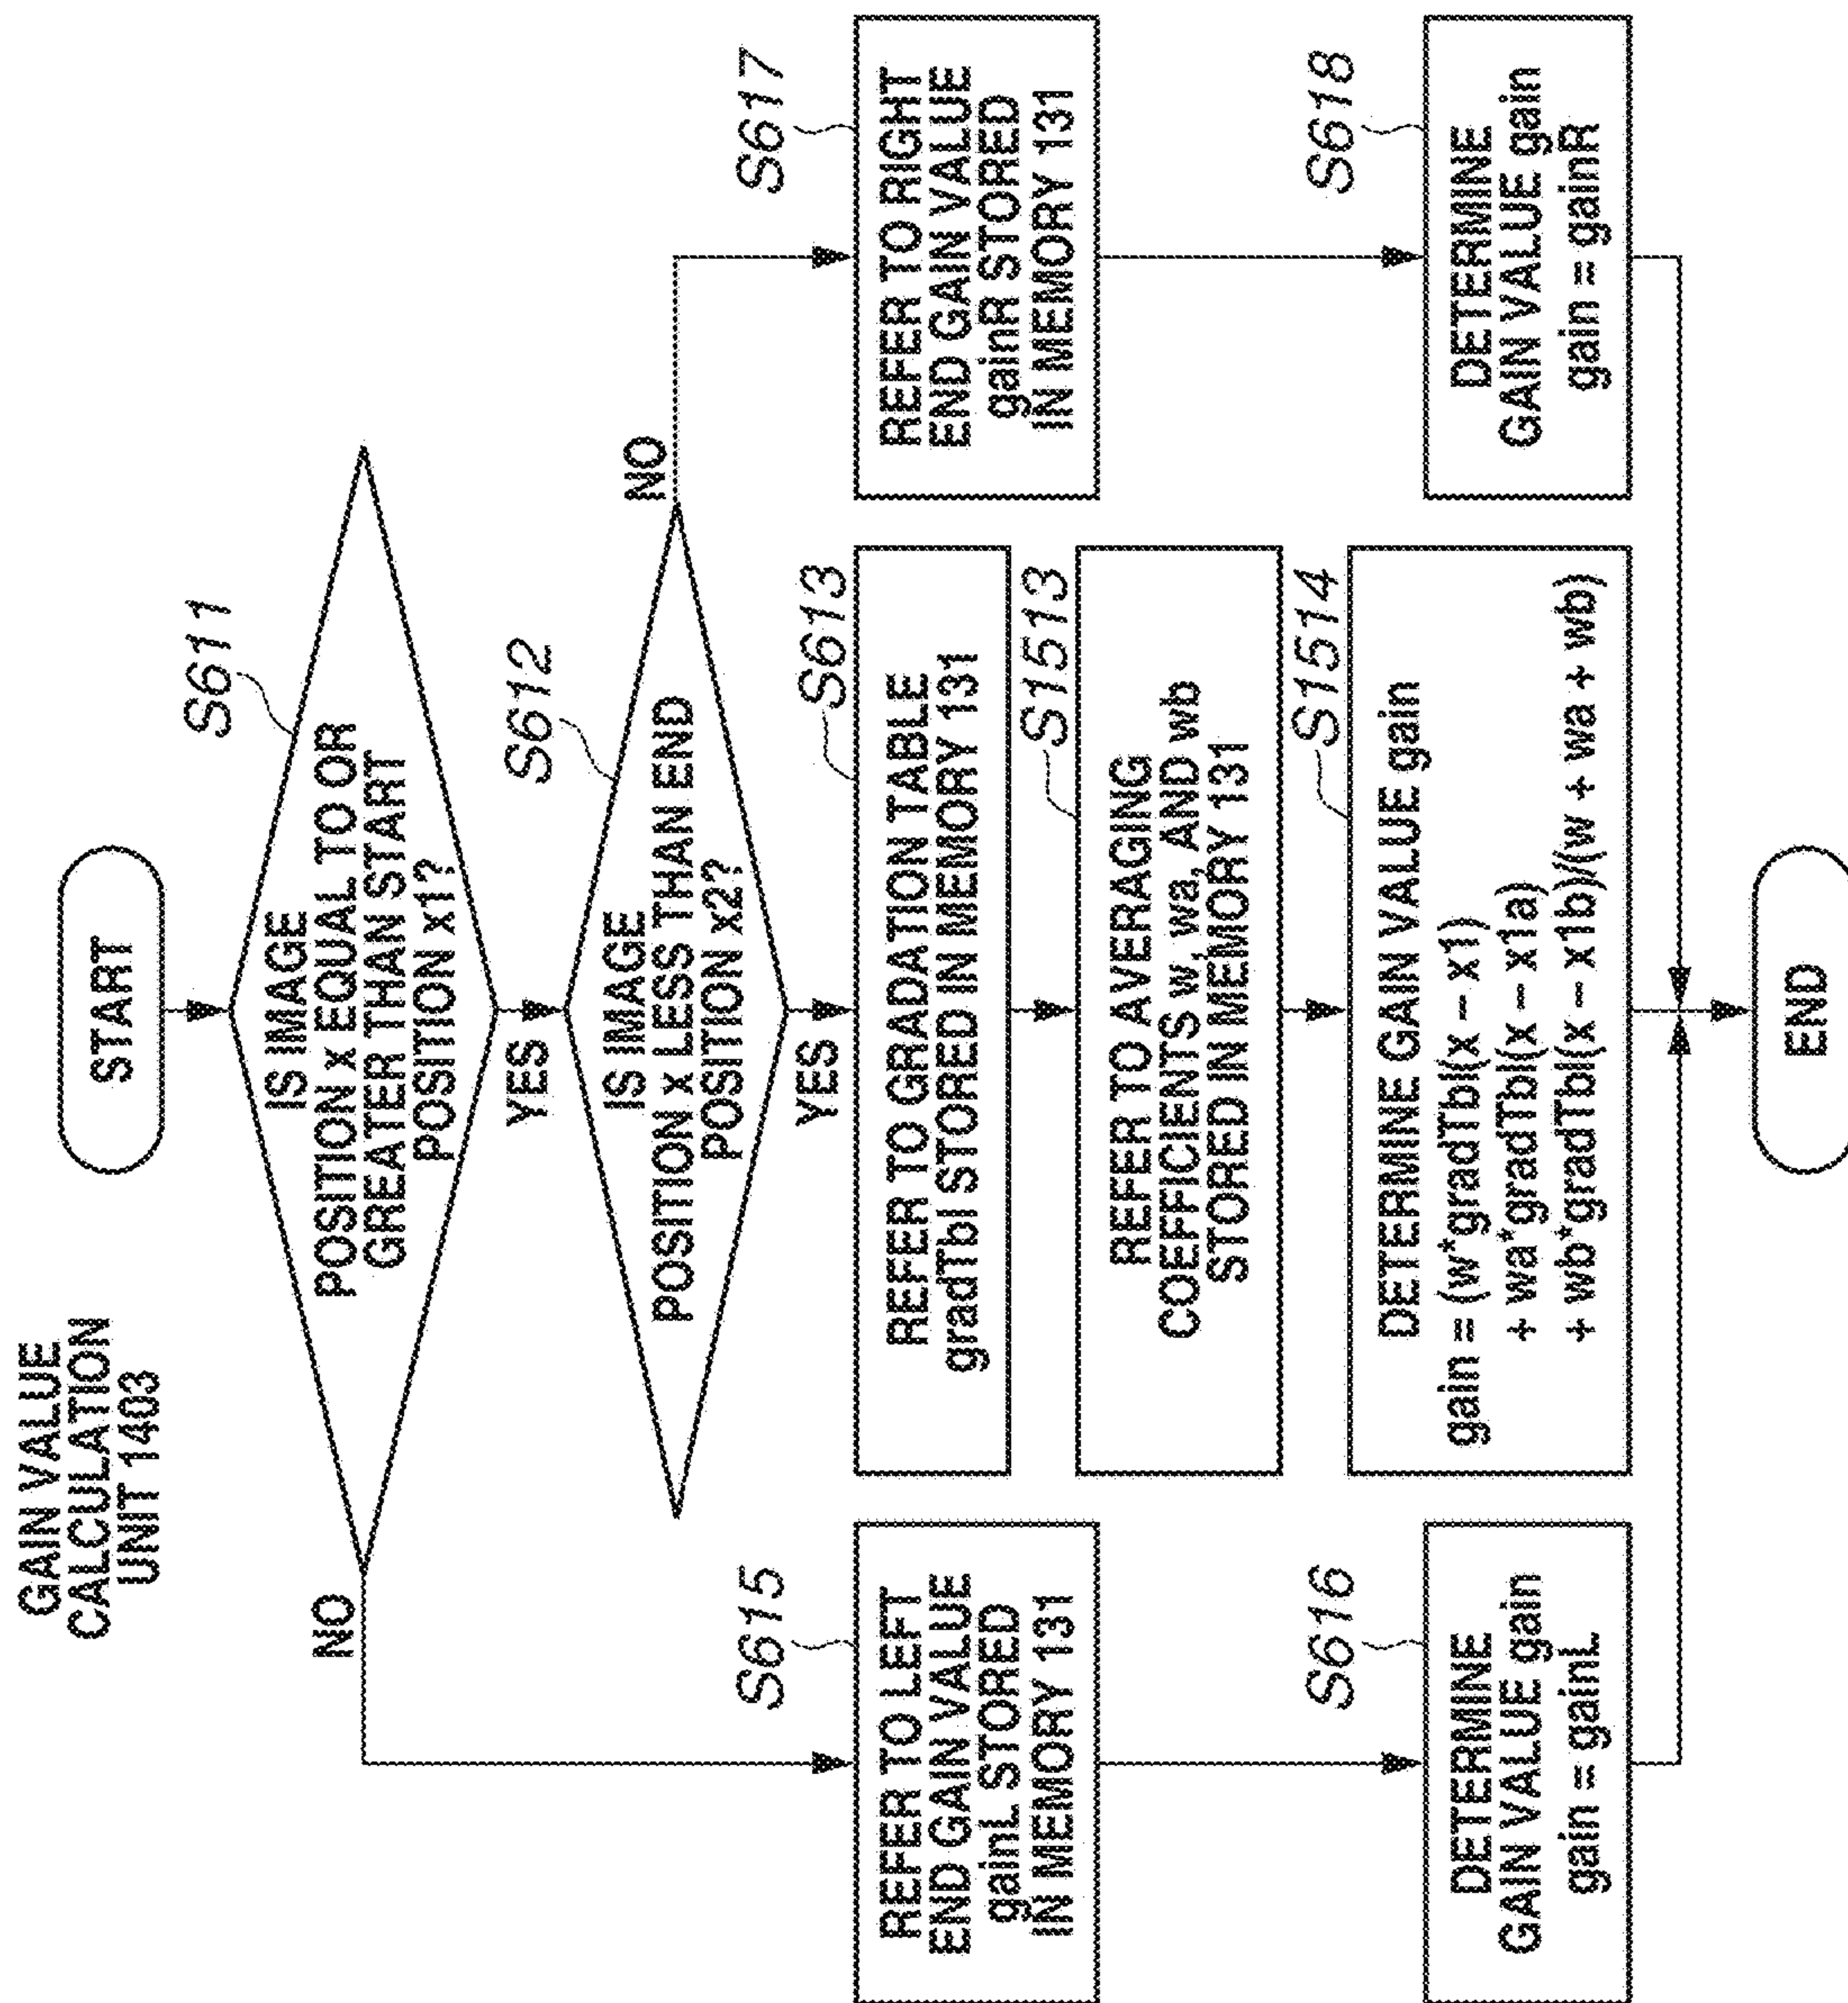 GAIN VALUE
CALCULATION
UNIT 1403
START
S611
IS IMAGE
POSITION x EQUAL TO OR
GREATER THAN START
POSITION x1?
NO
YES
S612
IS IMAGE
POSITION x LESS THAN END
POSITION x2?
NO
YES
S615
REFER TO LEFT
END GAIN VALUE
gainL STORED
IN MEMORY 131
S613
REFER TO GRADATION TABLE
gradTbl STORED IN MEMORY 131
S617
REFER TO RIGHT
END GAIN VALUE
gainR STORED
IN MEMORY 131
S1513
REFER TO AVERAGING
COEFFICIENTS w, wa, AND wb
STORED IN MEMORY 131
S616
DETERMINE
GAIN VALUE gain
gain = gainL
S1514
DETERMINE GAIN VALUE gain
gain = (w*gradTbl(x − x1)
+ wa*gradTbl(x − x1a)
+ wb*gradTbl(x − x1b)/(w + wa + wb)
S618
DETERMINE
GAIN VALUE gain
gain = gainR
END